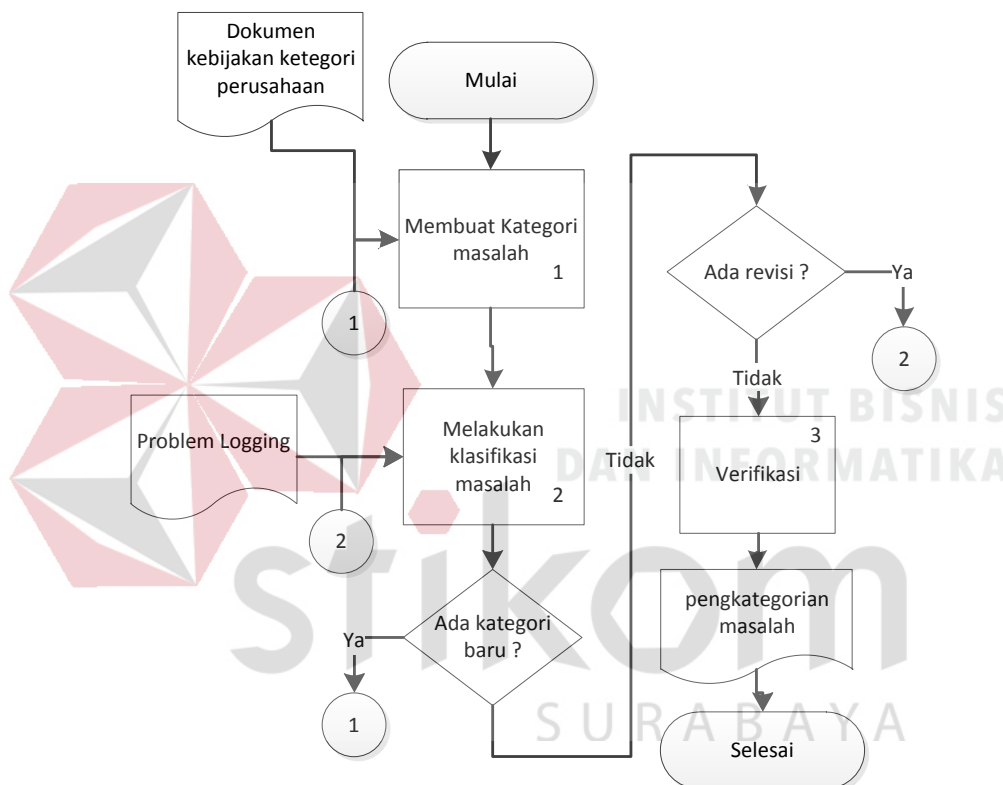 Dokumen
kebijakan ketegori
perusahaan
Mulai
Membuat Kategori
masalah
1
1
Problem Logging
Melakukan
klasifikasi
masalah
2
2
Ada kategori
baru ?
Ya
1
Tidak
Ada revisi ?
Ya
2
Tidak
3
Verifikasi
pengkategorian
masalah
Selesai
INSTITUT BISNIS
DAN INFORMATIKA
stikom
SURABAYA